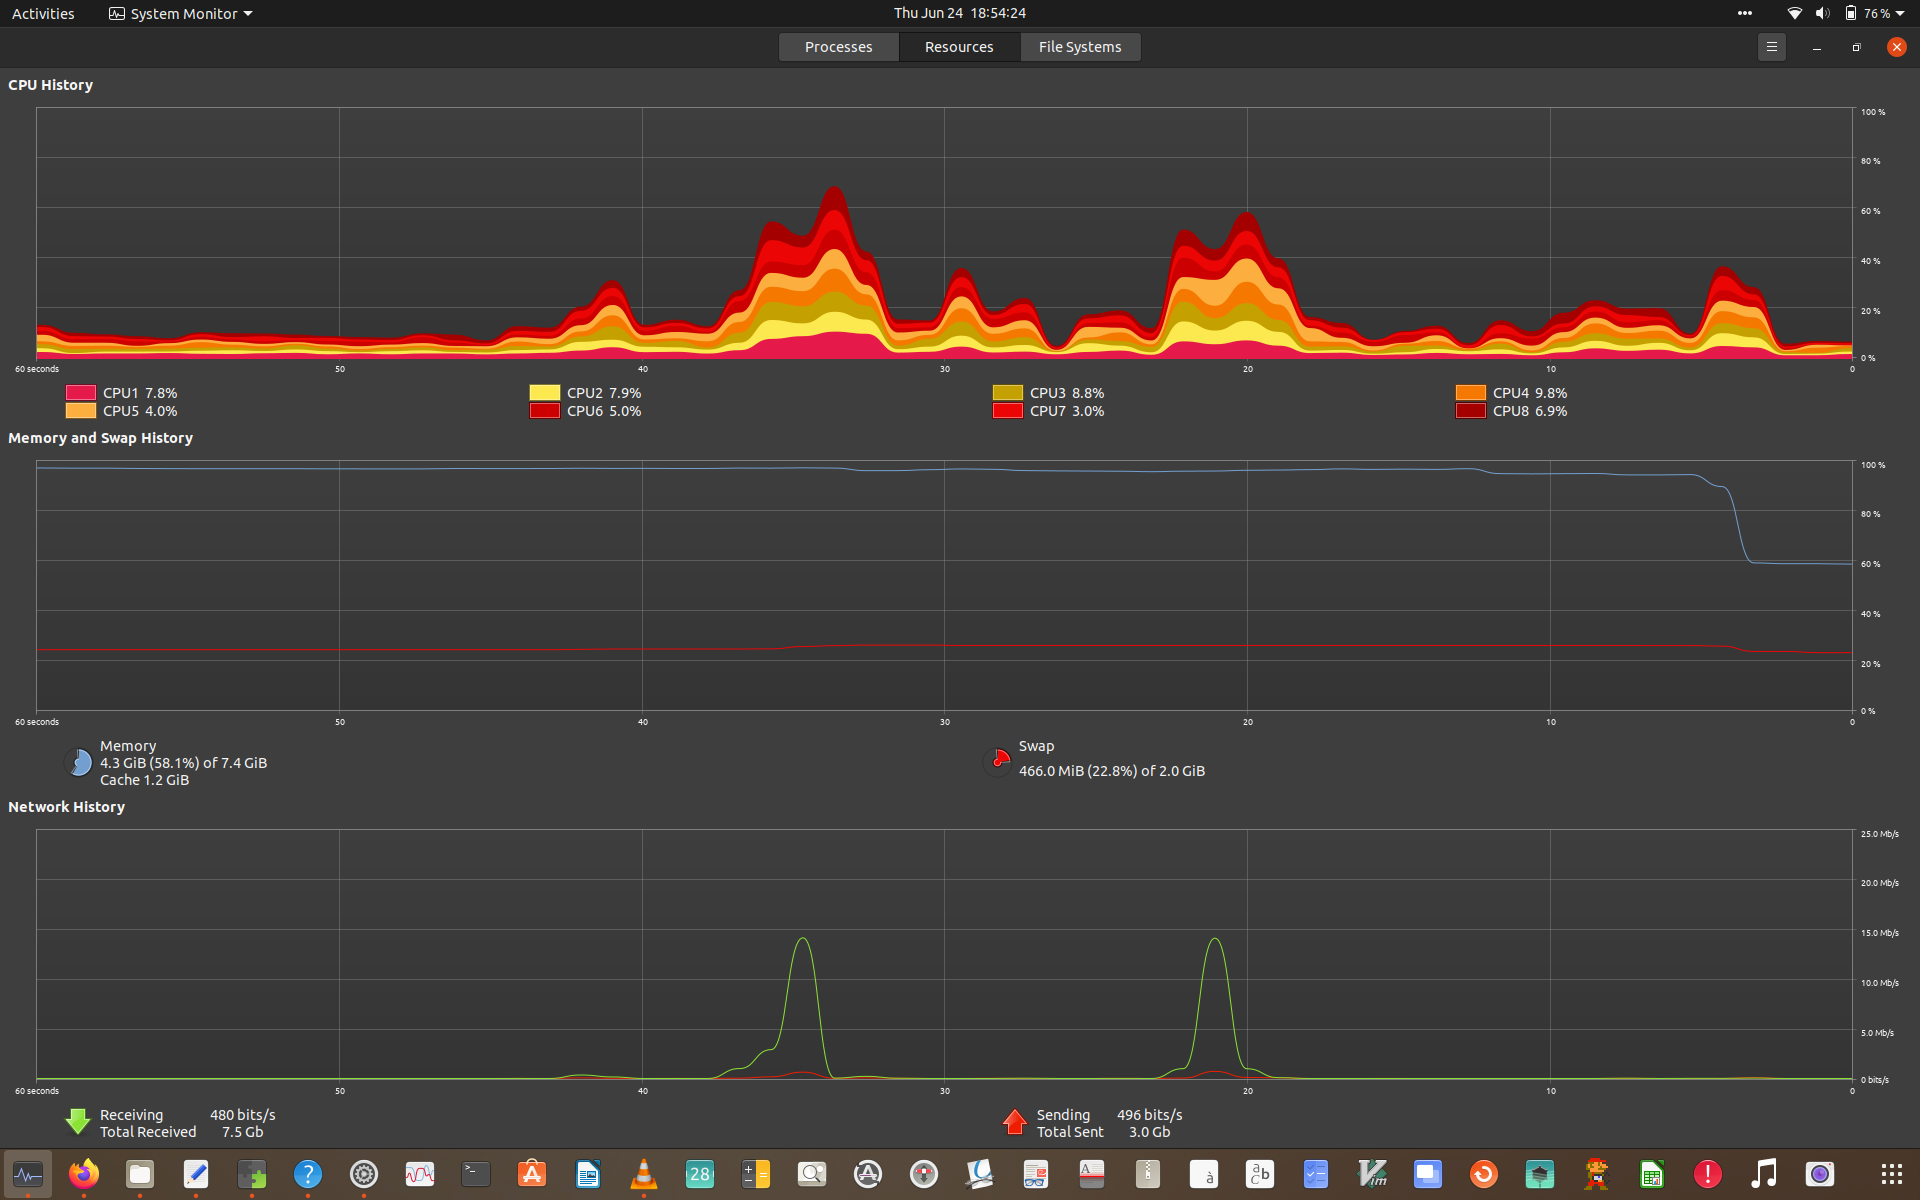 Activities System Monitor Thu Jun 24 18:54:24 76%
Processes Resources File Systems
CPU History
100 %
80 %
60 %
40 %
20 %
0 %
60 seconds 50 40 30 20 10 0
CPU1 7.8% CPU2 7.9% CPU3 8.8% CPU4 9.8%
CPU5 4.0% CPU6 5.0% CPU7 3.0% CPU8 6.9%
Memory and Swap History
100 %
80 %
60 %
40 %
20 %
0 %
60 seconds 50 40 30 20 10 0
Memory Swap
4.3 GiB (58.1%) of 7.4 GiB 466.0 MiB (22.8%) of 2.0 GiB
Cache 1.2 GiB
Network History
25.0 Mb/s
20.0 Mb/s
15.0 Mb/s
10.0 Mb/s
5.0 Mb/s
0 bits/s
60 seconds 50 40 30 20 10 0
Receiving 480 bits/s Sending 496 bits/s
Total Received 7.5 Gb Total Sent 3.0 Gb
? >_ A 28 A à a b c Vim !